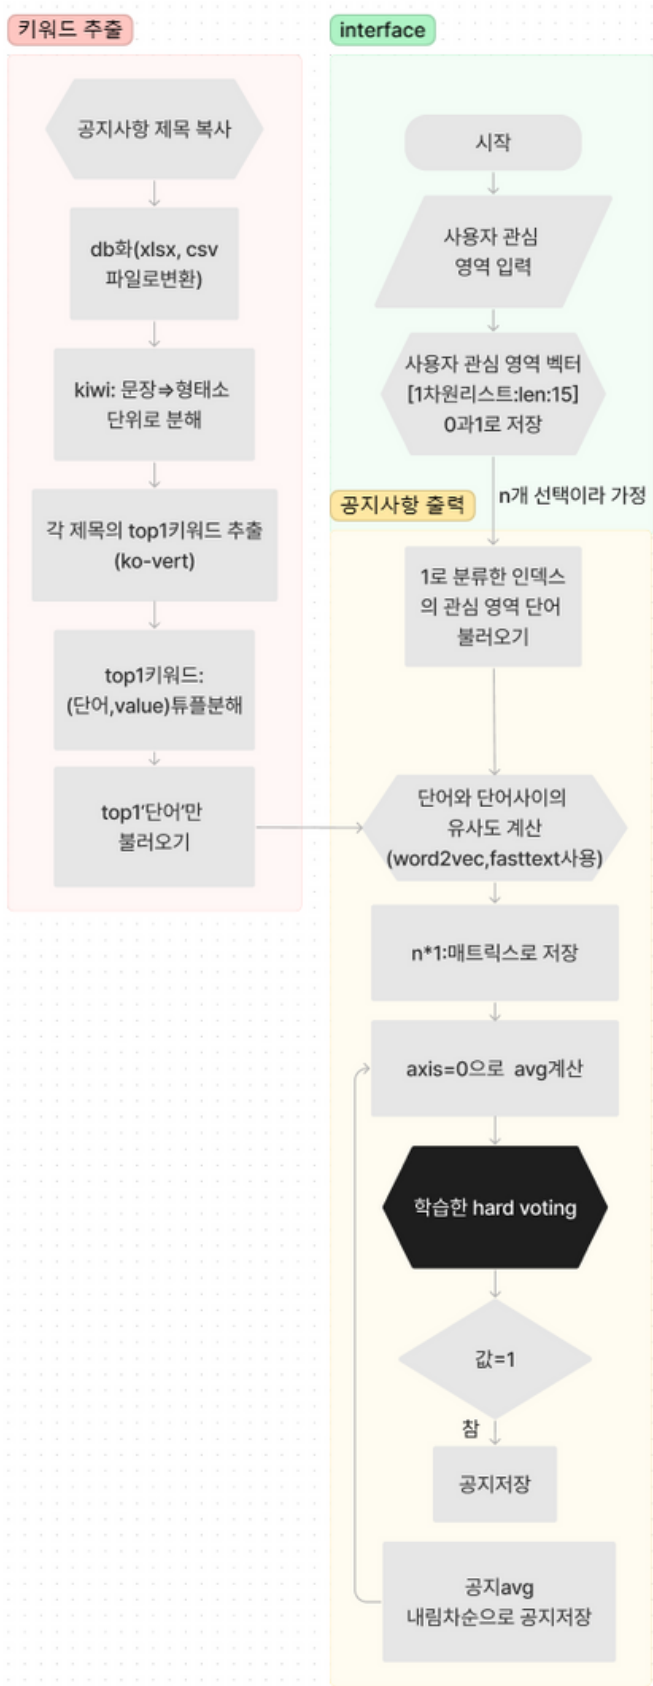 키워드 추출
공지사항 제목 복사
db화(xlsx, csv
파일로변환)
kiwi: 문장⇒형태소
단위로 분해
각 제목의 top1키워드 추출
(ko-vert)
top1키워드:
(단어,value)튜플분해
top1'단어'만
불러오기
interface
시작
사용자 관심
영역 입력
사용자 관심 영역 벡터
[1차원리스트:len:15]
0과1로 저장
n개 선택이라 가정
공지사항 출력
1로 분류한 인덱스
의 관심 영역 단어
불러오기
단어와 단어사이의
유사도 계산
(word2vec,fasttext사용)
n*1:매트릭스로 저장
axis=0으로 avg계산
학습한 hard voting
값=1
참
공지저장
공지avg
내림차순으로 공지저장